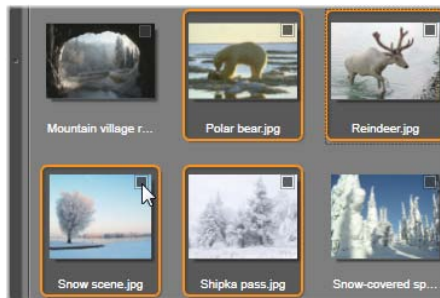 Mountain village r...
Polar bear.jpg
Reindeer.jpg
Snow scene.jpg
Shipka pass.jpg
Snow-covered sp...